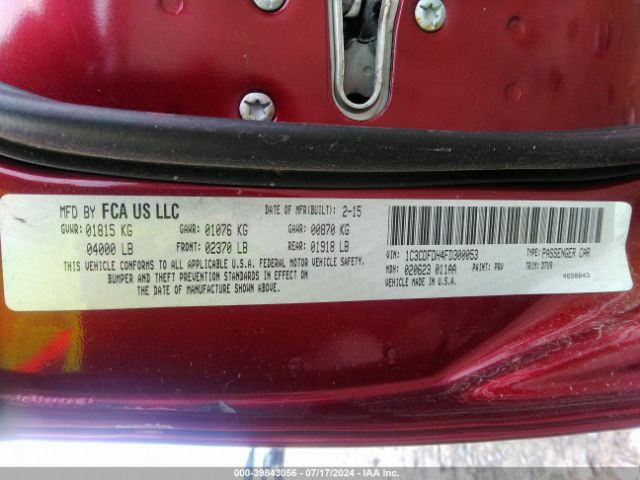 MFD BY FCA US LLC DATE OF MFR(BUILT): 2-15
GVWR: 01815 KG GAWR: 01076 KG GAWR: 00870 KG
04000 LB FRONT: 02370 LB REAR: 01918 LB
THIS VEHICLE CONFORMS TO ALL APPLICABLE U.S.A. FEDERAL MOTOR VEHICLE SAFETY,
BUMPER AND THEFT PREVENTION STANDARDS IN EFFECT ON
THE DATE OF MANUFACTURE SHOWN ABOVE.
VIN: 1C3CDFDH4FD300053 TYPE: PASSENGER CAR
MDH: 020623 011AA PAINT: PRV TRIM: D7V9
VEHICLE MADE IN U.S.A. 4658843
000-39843056 - 07/17/2024 - IAA Inc.